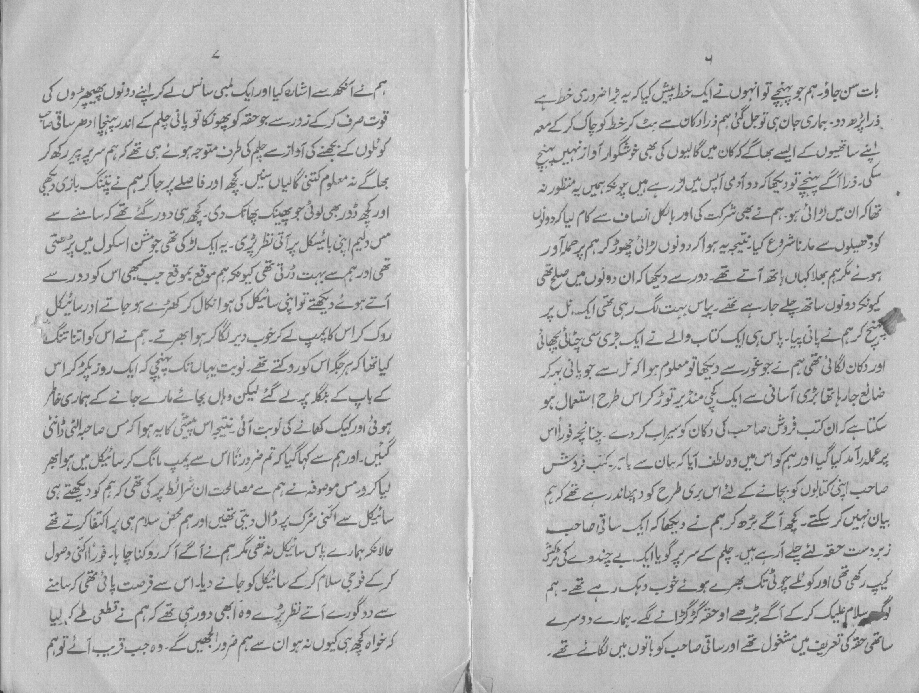 ۶
بات سن جاؤ۔ ہم جو پہنچے تو انہوں نے ایک خط پیش کیا کہ یہ بڑا ضروری خط ہے
ذرا پڑھ دو۔ ہماری جان ہی تو جل گئی ہم ذرا دکان سے ہٹ کر خط کو چاک کر کے معہ
اپنے ساتھیوں کے ایسے بھاگے کہ کان میں گالیوں کی بھی خوشگوار آواز نہیں پہنچ
سکی۔ ذرا آگے پہنچے تو دیکھا کہ دو آدمی آپس میں لڑ رہے ہیں چونکہ ہمیں یہ منظور نہ
تھا کہ ان میں لڑائی ہو۔ ہم نے بھی شرکت کی اور بالکل انصاف سے کام لیا کہ دونوں
کو ڈھیلوں سے مارنا شروع کیا۔ نتیجہ یہ ہوا کہ دونوں لڑائی چھوڑ کر ہم پر حملہ آور
ہوئے مگر ہم بھلا کہاں ہاتھ آتے تھے۔ دور سے دیکھا کہ ان دونوں میں صلح تھی
کیونکہ دونوں ساتھ چلے جا رہے تھے۔ پیاس بہت لگ رہی تھی ایک نل پر
پہنچ کر ہم نے پانی پیا۔ پاس ہی ایک کتاب والے نے ایک بڑی سی چٹائی بچھائی
اور دکان لگائی تھی ہم نے جو غور سے دیکھا تو معلوم ہوا کہ نل سے جو پانی بہہ کر
ضائع جا رہا تھا بڑی آسانی سے ایک کچی منڈیر توڑ کر اس طرح استعمال ہو
سکتا ہے کہ ان کتب فروش صاحب کی دکان کو سیراب کر دے۔ چنانچہ فوراً اس
پر عملدرآمد کیا گیا اور ہم کو اس میں وہ لطف آیا کہ بیان سے باہر۔ کتب فروش
صاحب اپنی کتابوں کو بچانے کے لئے اس بری طرح کود پھاند رہے تھے کہ ہم
بیان نہیں کر سکتے۔ کچھ آگے بڑھ کر ہم نے دیکھا کہ ایک ساقی صاحب
زبردست حقہ لئے چلے آ رہے ہیں۔ چلم کے سر پر گویا ایک بے چندوے کی ٹرکش
کیپ رکھی تھی اور کوئلے چوٹی تک بھرے ہوئے خوب دہک رہے تھے۔ ہم
لوگ سلام علیک کر کے آگے بڑھے اور حقہ گڑگڑانے لگے۔ ہمارے دوسرے
ساتھی حقہ کی تعریف میں مشغول تھے اور ساقی صاحب کو باتوں میں لگائے تھے۔
۷
ہم نے آنکھ سے اشارہ کیا اور ایک لمبی سانس لے کر اپنے دونوں پھیپھڑوں کی
قوت صرف کر کے زور سے جو حقہ کو پھونکا تو پانی چلم کے اندر پہنچا ادھر ساقی صاحب
کوئلوں کے بجھنے کی آواز سے چلم کی طرف متوجہ ہوئے ہی تھے کہ ہم سر پر پیر رکھ کر
بھاگے نہ معلوم کتنی گالیاں سنیں۔ کچھ اور فاصلے پر جا کر ہم نے پتنگ بازی دیکھی
اور کچھ ڈور بھی لوٹی جو پھینک پھانک دی۔ کچھ ہی دور گئے تھے کہ سامنے سے
مس ولیم اپنی بائیسکل پر آتی نظر پڑی۔ یہ ایک لڑکی تھی جو مشن اسکول میں پڑھتی
تھی اور ہم سے بہت ڈرتی تھی کیونکہ ہم موقع بموقع جب کبھی اس کو دور سے
آتے ہوئے دیکھتے تو اپنی سائیکل کی ہوا نکال کر کھڑے ہو جاتے اور سائیکل
روک کر اس کا پمپ لے کر خوب دیر لگا کر ہوا بھرتے۔ ہم نے اس کو اتنا تنگ
کیا تھا کہ ہر جگہ اس کو روکتے تھے۔ نوبت یہاں تک پہنچی کہ ایک روز پکڑ کر اس
کے باپ کے بنگلہ پر لے گئے لیکن وہاں بجائے مارے جانے کے ہماری خاطر
ہوئی اور کیک کھانے کی نوبت آئی۔ نتیجہ اس پیشی کا یہ ہوا کہ مس صاحبہ الٹی ڈانٹی
گئیں۔ اور ہم سے کہا گیا کہ تم ضرورتاً اس سے پمپ مانگ کر سائیکل میں ہوا بھر
لیا کرو۔ مس موصوفہ نے ہم سے مصالحت ان شرائط پر کی تھی کہ ہم کو دیکھتے ہی
سائیکل سے اکنی سڑک پر ڈال دیتی تھیں اور ہم محض سلام ہی پر اکتفا کرتے تھے
حالانکہ ہمارے پاس سائیکل نہ تھی مگر ہم نے آگے آ کر روکنا چاہا۔ فوراً اکنی وصول
کر کے فوجی سلام کر کے سائیکل کو جانے دیا۔ اس سے فرصت پائی تھی کہ سامنے
سے دو گورے آتے نظر پڑے وہ ابھی دور ہی تھے کہ ہم نے قطعی طے کر لیا
کہ خواہ کچھ ہی کیوں نہ ہو ان سے ہم ضرور الجھیں گے۔ وہ جب قریب آئے تو ہم